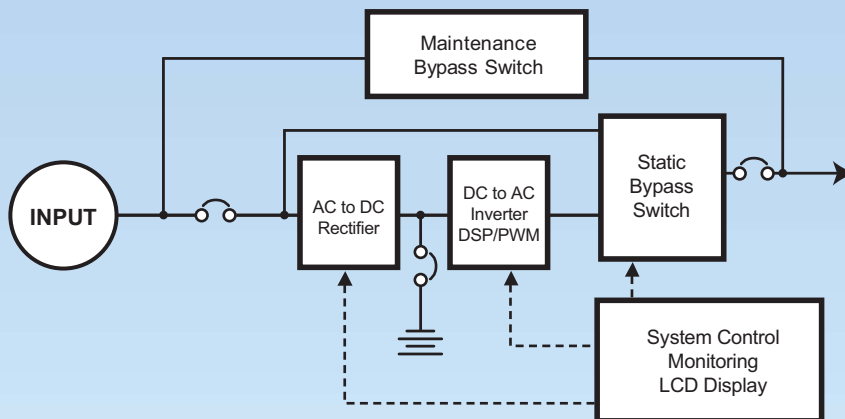 Maintenance
Bypass Switch
INPUT
AC to DC
Rectifier
DC to AC
Inverter
DSP/PWM
Static
Bypass
Switch
System Control
Monitoring
LCD Display